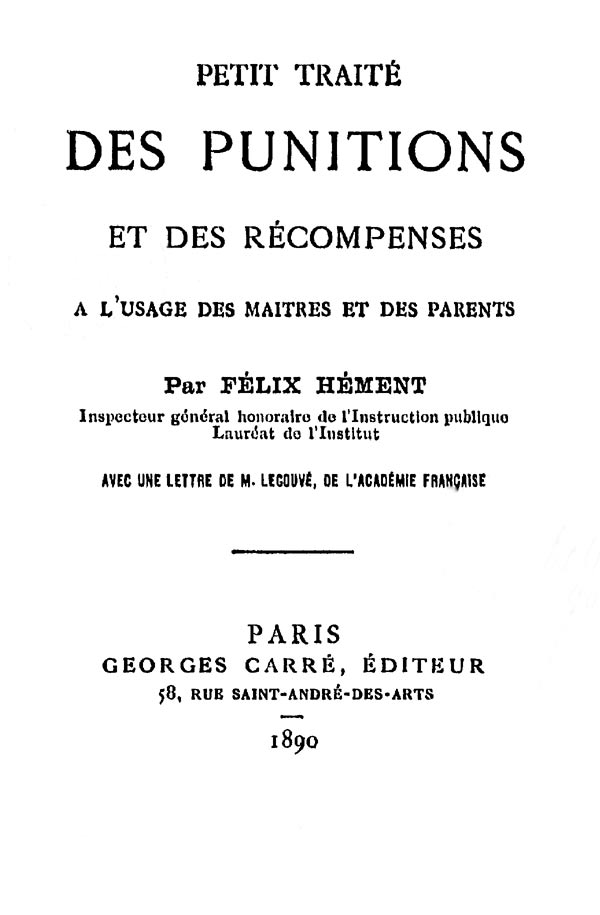 PETIT TRAITÉ
DES PUNITIONS
ET DES RÉCOMPENSES
A L'USAGE DES MAITRES ET DES PARENTS
Par FÉLIX HÉMENT
Inspecteur général honoraire de l'Instruction publique
Lauréat de l'Institut
AVEC UNE LETTRE DE M. LEGOUVÉ, DE L'ACADÉMIE FRANÇAISE
PARIS
GEORGES CARRÉ, ÉDITEUR
58, RUE SAINT-ANDRÉ-DES-ARTS
1890